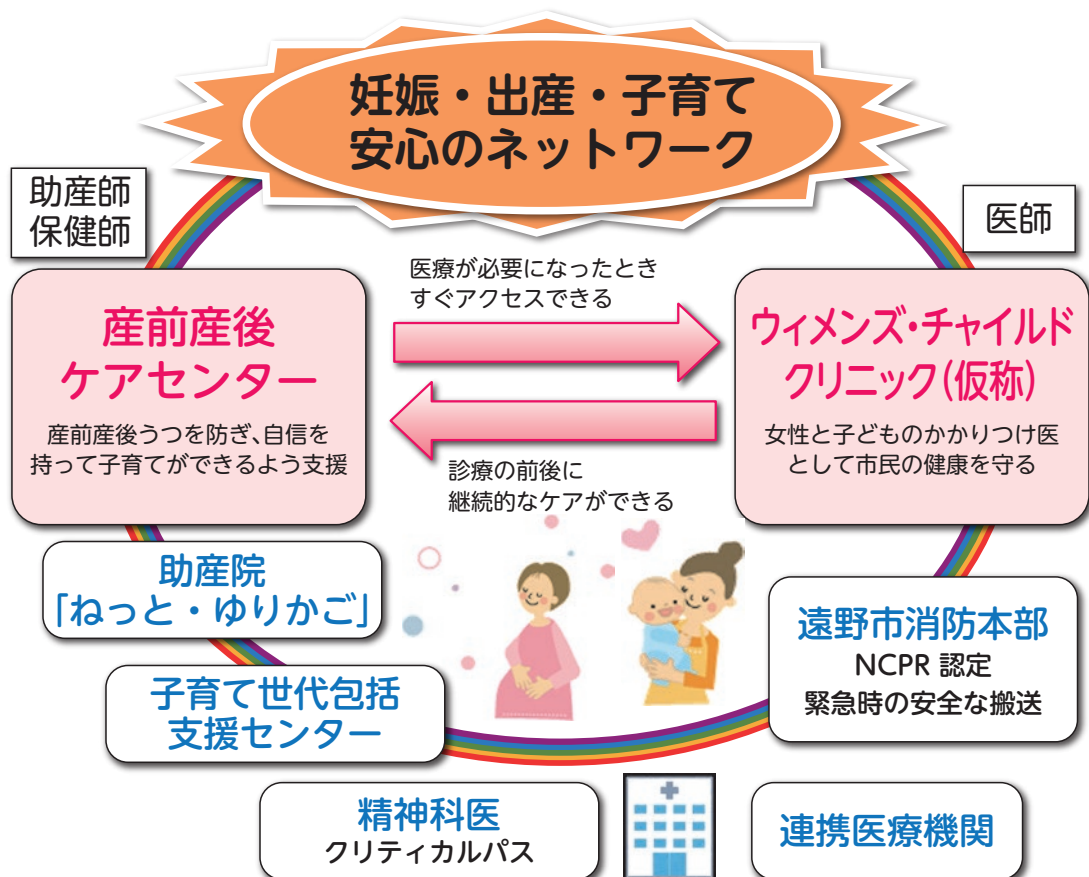 妊娠・出産・子育て
安心のネットワーク
助産師
保健師
医師
産前産後
ケアセンター
産前産後うつを防ぎ、自信を
持って子育てができるよう支援
医療が必要になったとき
すぐアクセスできる
診療の前後に
継続的なケアができる
ウィメンズ・チャイルド
クリニック(仮称)
女性と子どものかかりつけ医
として市民の健康を守る
助産院
「ねっと・ゆりかご」
子育て世代包括
支援センター
遠野市消防本部
NCPR 認定
緊急時の安全な搬送
精神科医
クリティカルパス
連携医療機関